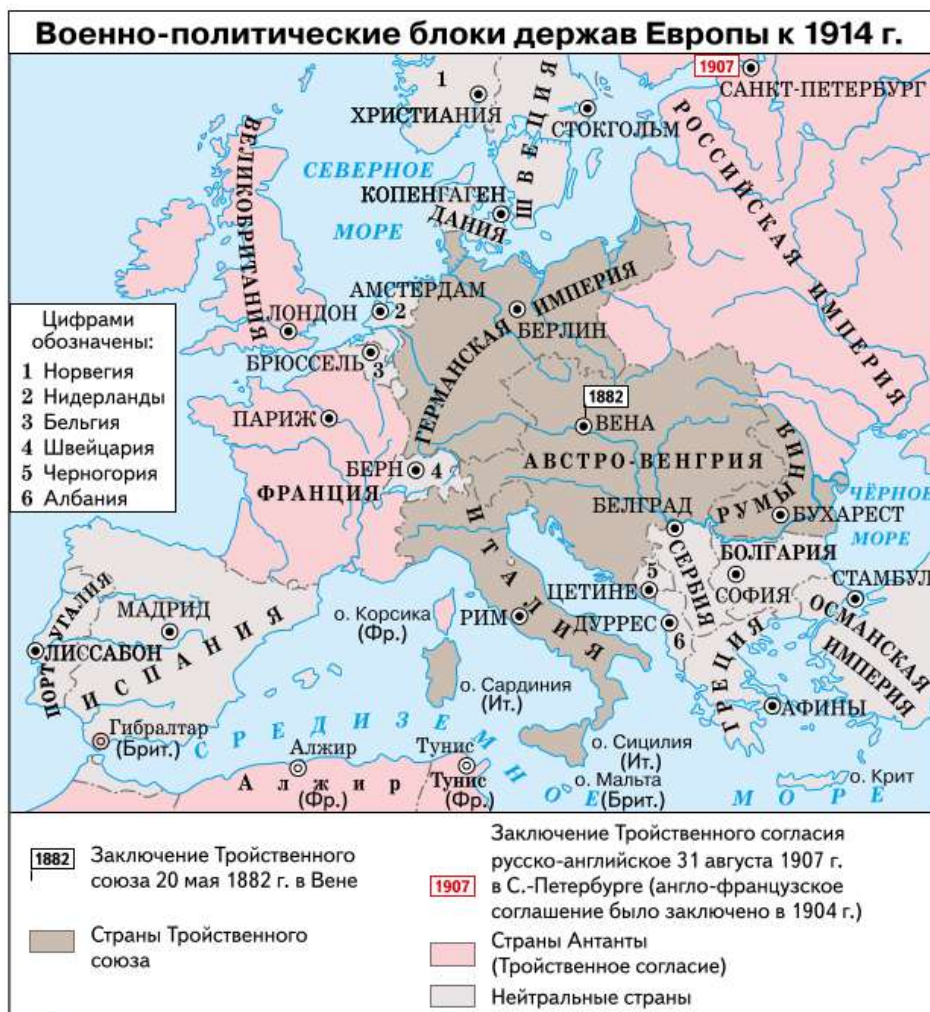 Военно-политические блоки держав Европы к 1914 г.
1907
САНКТ-ПЕТЕРБУРГ
1
ХРИСТИАНИЯ
ШВЕЦИЯ
СТОКГОЛЬМ
РОССИЙСКАЯ ИМПЕРИЯ
ВЕЛИКОБРИТАНИЯ
СЕВЕРНОЕ
МОРЕ
КОПЕНГАГЕН
ДАНИЯ
АМСТЕРДАМ
2
ЛОНДОН
ГЕРМАНСКАЯ ИМПЕРИЯ
БЕРЛИН
БРЮССЕЛЬ
3
Цифрами
обозначены:
1 Норвегия
2 Нидерланды
3 Бельгия
4 Швейцария
5 Черногория
6 Албания
ПАРИЖ
1882
ВЕНА
БЕРН
4
АВСТРО-ВЕНГРИЯ
ФРАНЦИЯ
РУМЫНИЯ
БЕЛГРАД
БУХАРЕСТ
ЧЁРНОЕ
МОРЕ
ИТАЛИЯ
СЕРБИЯ
БОЛГАРИЯ
СОФИЯ
СТАМБУЛ
5
ЦЕТИНЕ
ОСМАНСКАЯ
ИМПЕРИЯ
ПОРТУГАЛИЯ
МАДРИД
ЛИССАБОН
ИСПАНИЯ
о. Корсика
(Фр.)
РИМ
ДУРРЕС
6
ГРЕЦИЯ
АФИНЫ
о. Сардиния
(Ит.)
Гибралтар
(Брит.)
СРЕДИЗЕМНОЕ МОРЕ
Алжир
Тунис
о. Сицилия
(Ит.)
Алжир
(Фр.)
Тунис
(Фр.)
о. Мальта
(Брит.)
о. Крит
1882
Заключение Тройственного
союза 20 мая 1882 г. в Вене
Страны Тройственного
союза
1907
Заключение Тройственного согласия
русско-английское 31 августа 1907 г.
в С.-Петербурге (англо-французское
соглашение было заключено в 1904 г.)
Страны Антанты
(Тройственное согласие)
Нейтральные страны